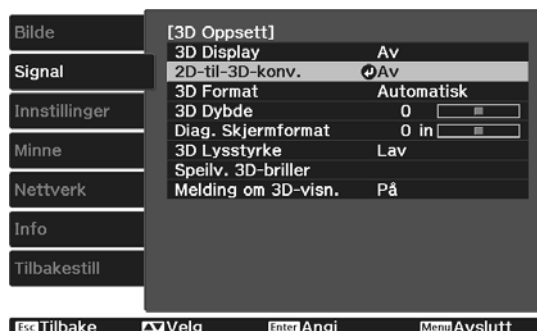 Bilde
Signal
Innstillinger
Minne
Nettverk
Info
Tilbakestill
[3D Oppsett]
3D Display Av
2D-til-3D-konv. Av
3D Format Automatisk
3D Dybde 0
Diag. Skjermformat 0 in
3D Lysstyrke Lav
Speilv. 3D-briller
Melding om 3D-visn. På
Esc Tilbake Velg Enter Angi Menu Avslutt